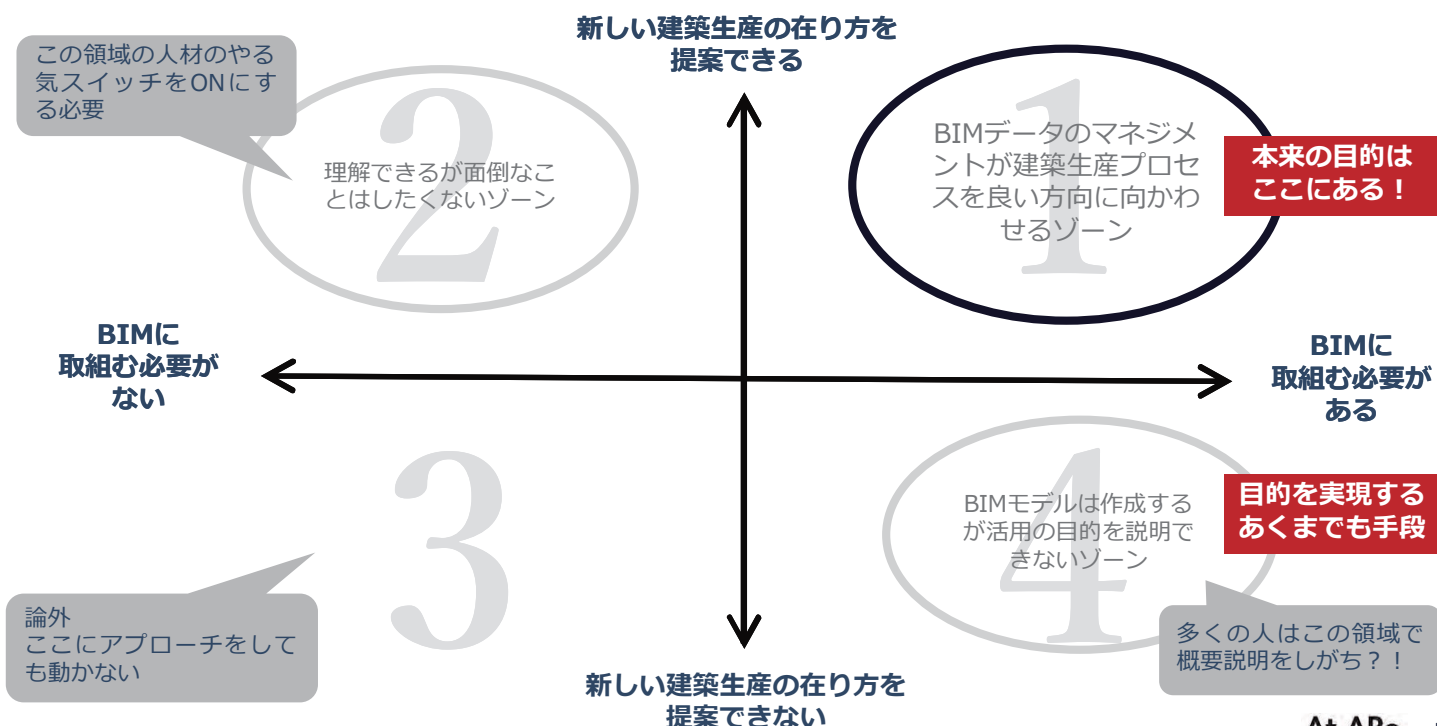 新しい建築生産の在り方を
提案できる
この領域の人材のやる
気スイッチをONにす
る必要
2
理解できるが面倒なこ
とはしたくないゾーン
1
BIMデータのマネジメ
ントが建築生産プロセ
スを良い方向に向かわ
せるゾーン
本来の目的は
ここにある！
BIMに
取組む必要が
ない
BIMに
取組む必要が
ある
3
論外
ここにアプローチをして
も動かない
4
BIMモデルは作成する
が活用の目的を説明で
きないゾーン
目的を実現する
あくまでも手段
多くの人はこの領域で
概要説明をしがち？！
新しい建築生産の在り方を
提案できない